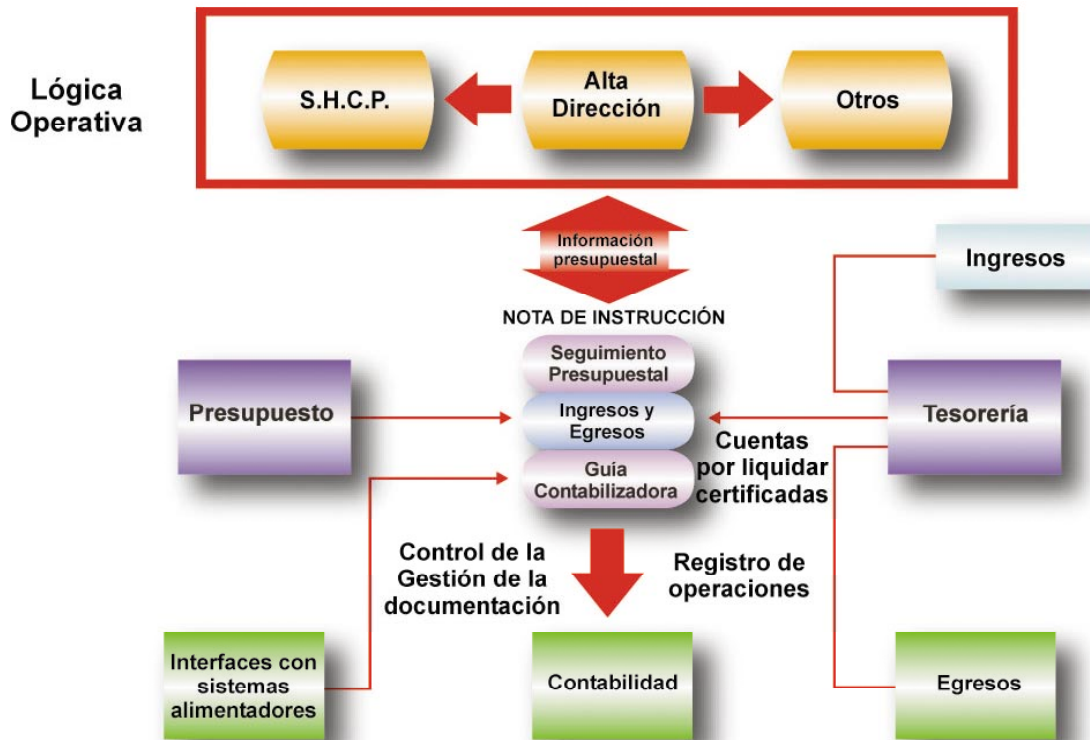 Lógica
Operativa
S.H.C.P.
Alta
Dirección
Otros
Información
presupuestal
Ingresos
NOTA DE INSTRUCCIÓN
Seguimiento
Presupuestal
Presupuesto
Ingresos y
Egresos
Tesorería
Cuentas
por liquidar
certificadas
Guía
Contabilizadora
Control de la
Gestión de la
documentación
Registro de
operaciones
Interfaces con
sistemas
alimentadores
Contabilidad
Egresos